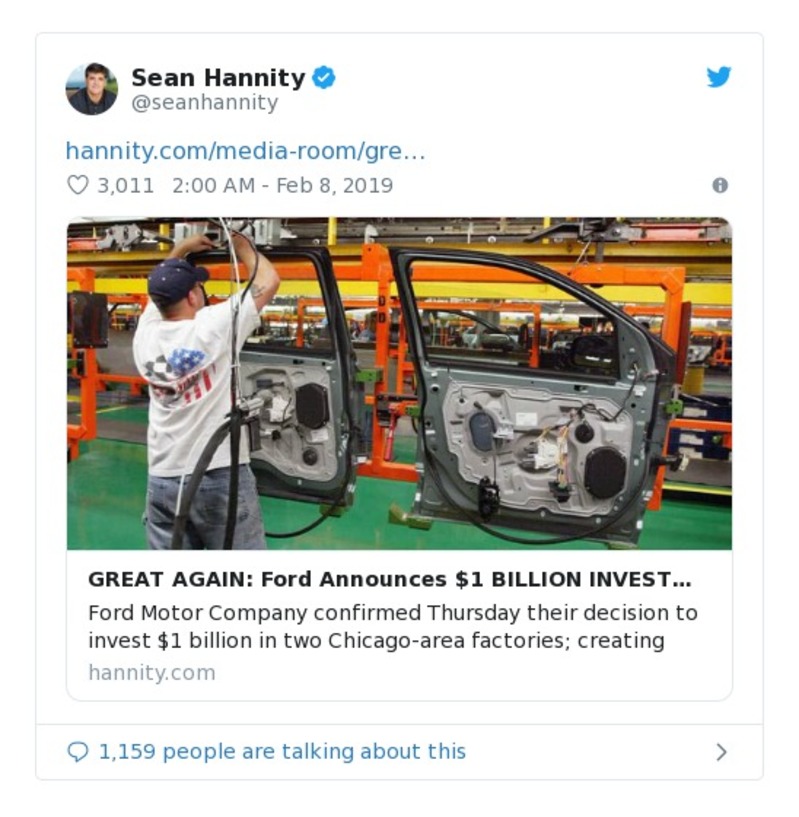 Sean Hannity
@seanhannity
hannity.com/media-room/gre…
3,011 2:00 AM - Feb 8, 2019
GREAT AGAIN: Ford Announces $1 BILLION INVEST…
Ford Motor Company confirmed Thursday their decision to
invest $1 billion in two Chicago-area factories; creating
hannity.com
1,159 people are talking about this